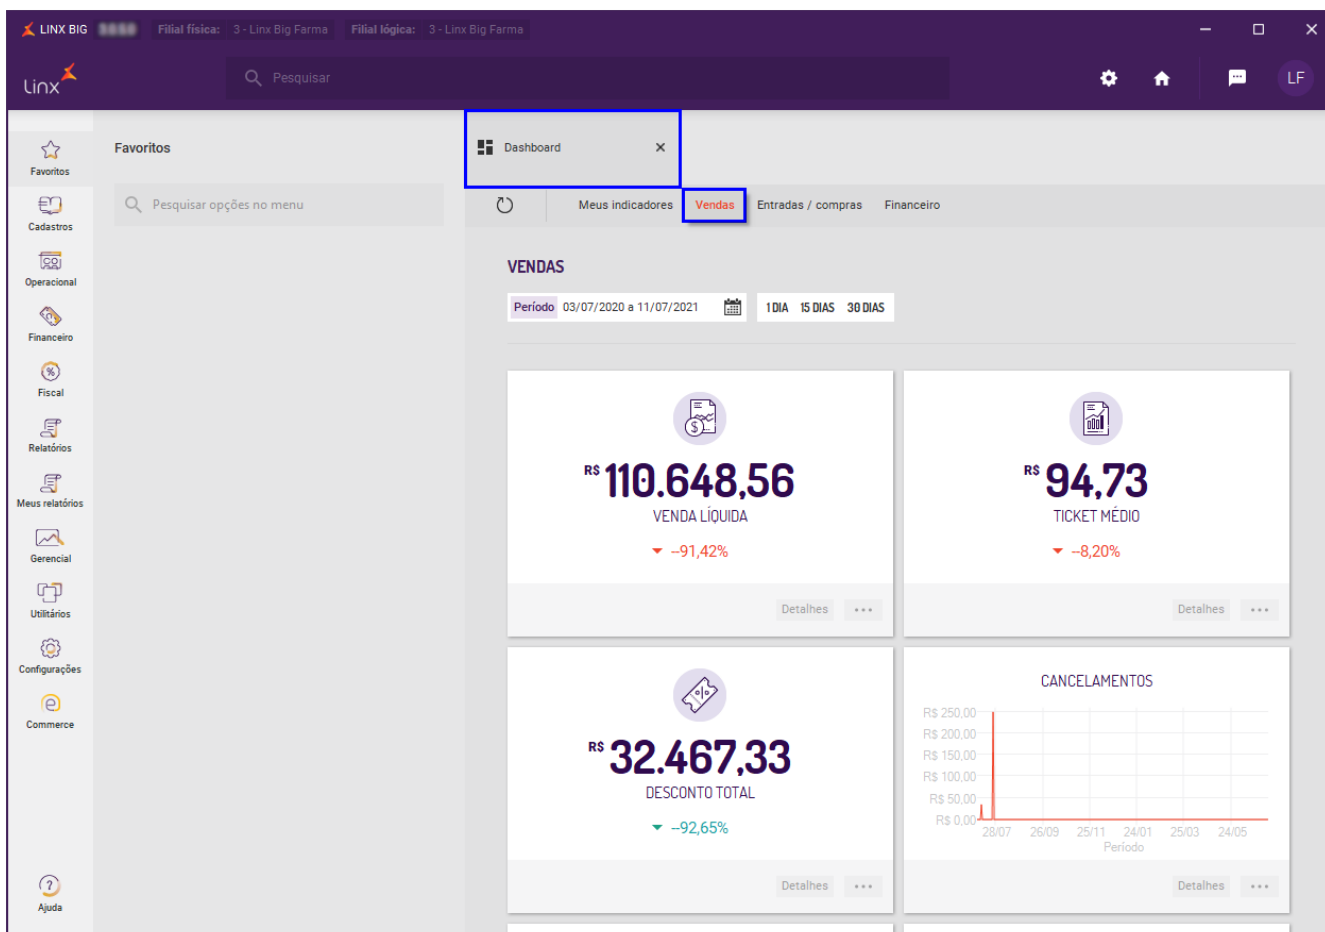 LINX BIG Filial física: 3 - Linx Big Farma Filial lógica: 3 - Linx Big Farma
Linx Pesquisar LF
Favoritos
Cadastros
Operacional
Financeiro
Fiscal
Relatórios
Meus relatórios
Gerencial
Utilitários
Configurações
Commerce
Ajuda
Favoritos
Pesquisar opções no menu
Dashboard
Meus indicadores Vendas Entradas / compras Financeiro
VENDAS
Período 03/07/2020 a 11/07/2021 1 DIA 15 DIAS 30 DIAS
R$ 110.648,56
VENDA LÍQUIDA
--91,42%
Detalhes ...
R$ 94,73
TICKET MÉDIO
--8,20%
Detalhes ...
R$ 32.467,33
DESCONTO TOTAL
--92,65%
Detalhes ...
CANCELAMENTOS
R$ 250,00
R$ 200,00
R$ 150,00
R$ 100,00
R$ 50,00
R$ 0,00
28/07 26/09 25/11 24/01 25/03 24/05
Período
Detalhes ...